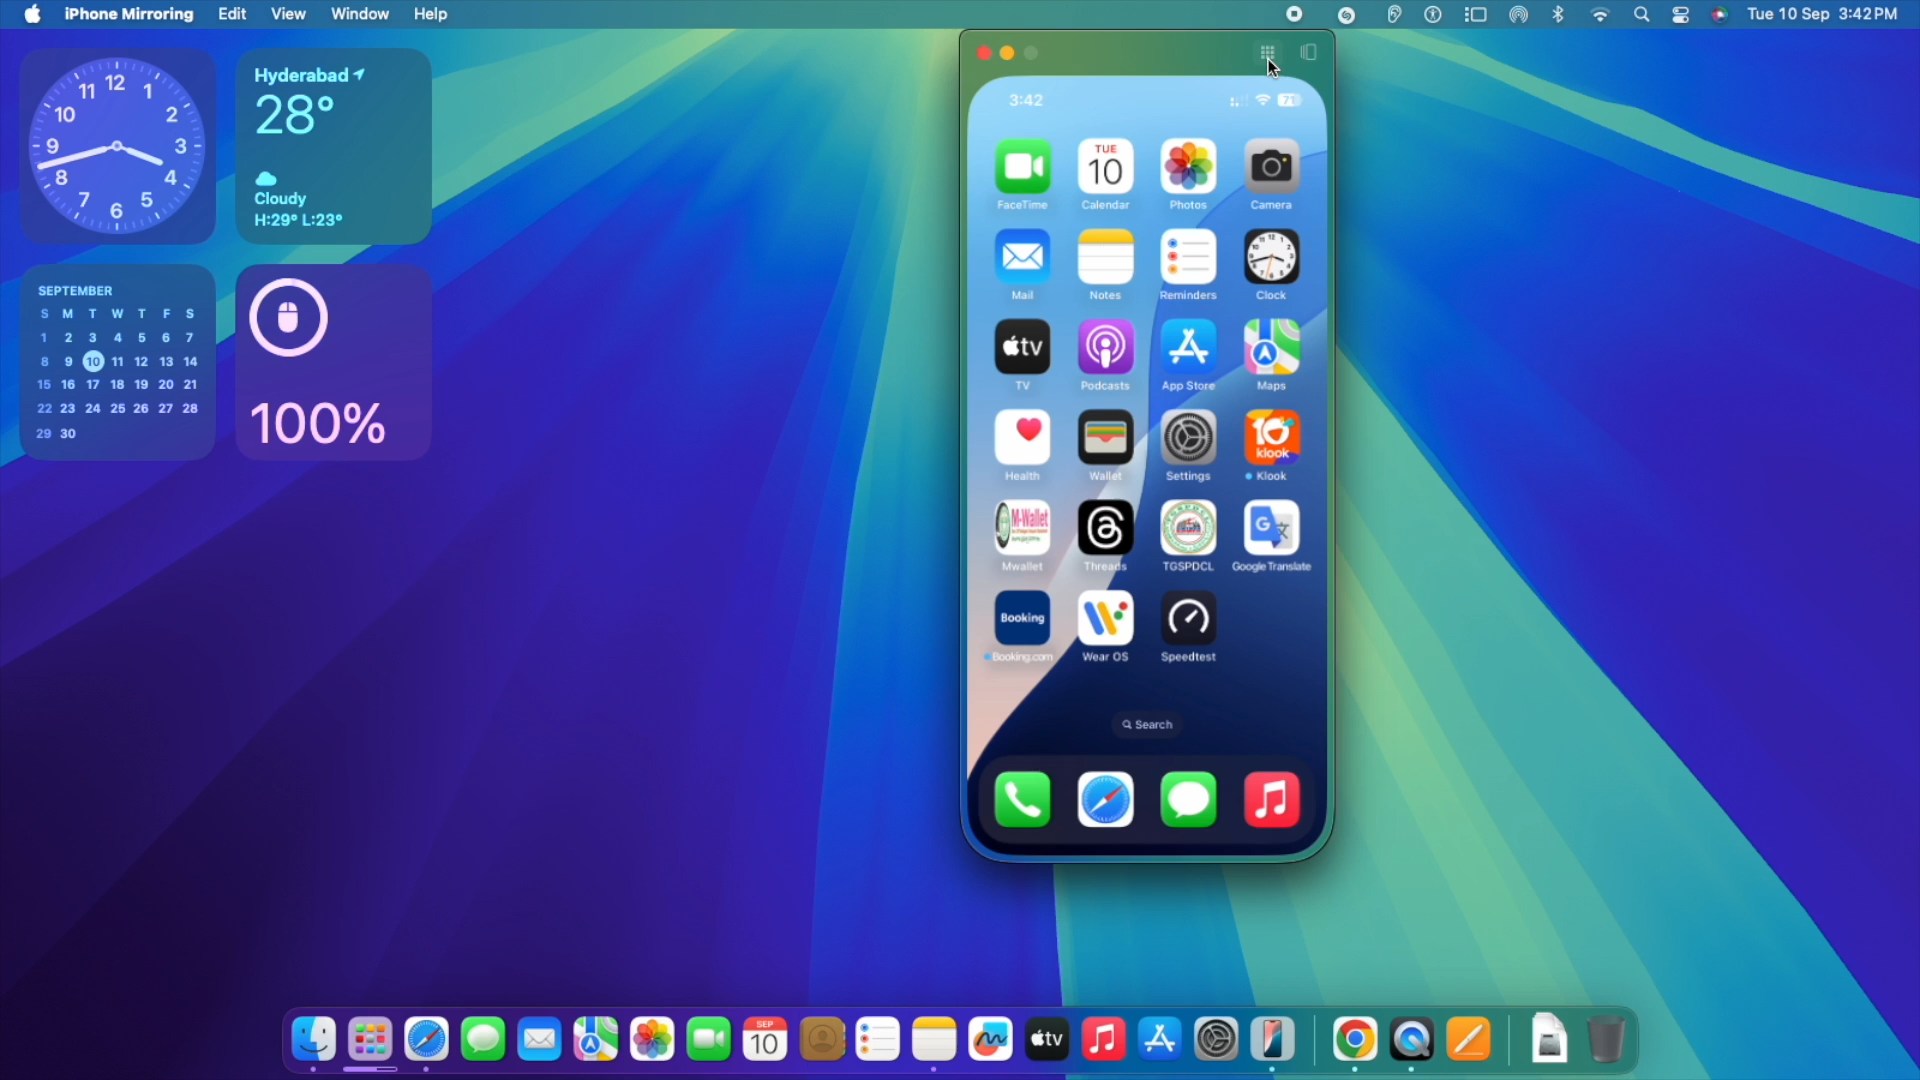 iPhone Mirroring Edit View Window Help
Tue 10 Sep 3:42 PM
12
11 1
10 2
9 3
8 4
7 5
6
Hyderabad
28°
Cloudy
H:29° L:23°
SEPTEMBER
S M T W T F S
1 2 3 4 5 6 7
8 9 10 11 12 13 14
15 16 17 18 19 20 21
22 23 24 25 26 27 28
29 30
100%
3:42 71
TUE
10
FaceTime Calendar Photos Camera
Mail Notes Reminders Clock
tv
TV Podcasts App Store Maps
klook
Health Wallet Settings Klook
M-Wallet
Mwallet Threads TGSPDCL Google Translate
Booking
Booking.com Wear OS Speedtest
Search
SEP
10
tv